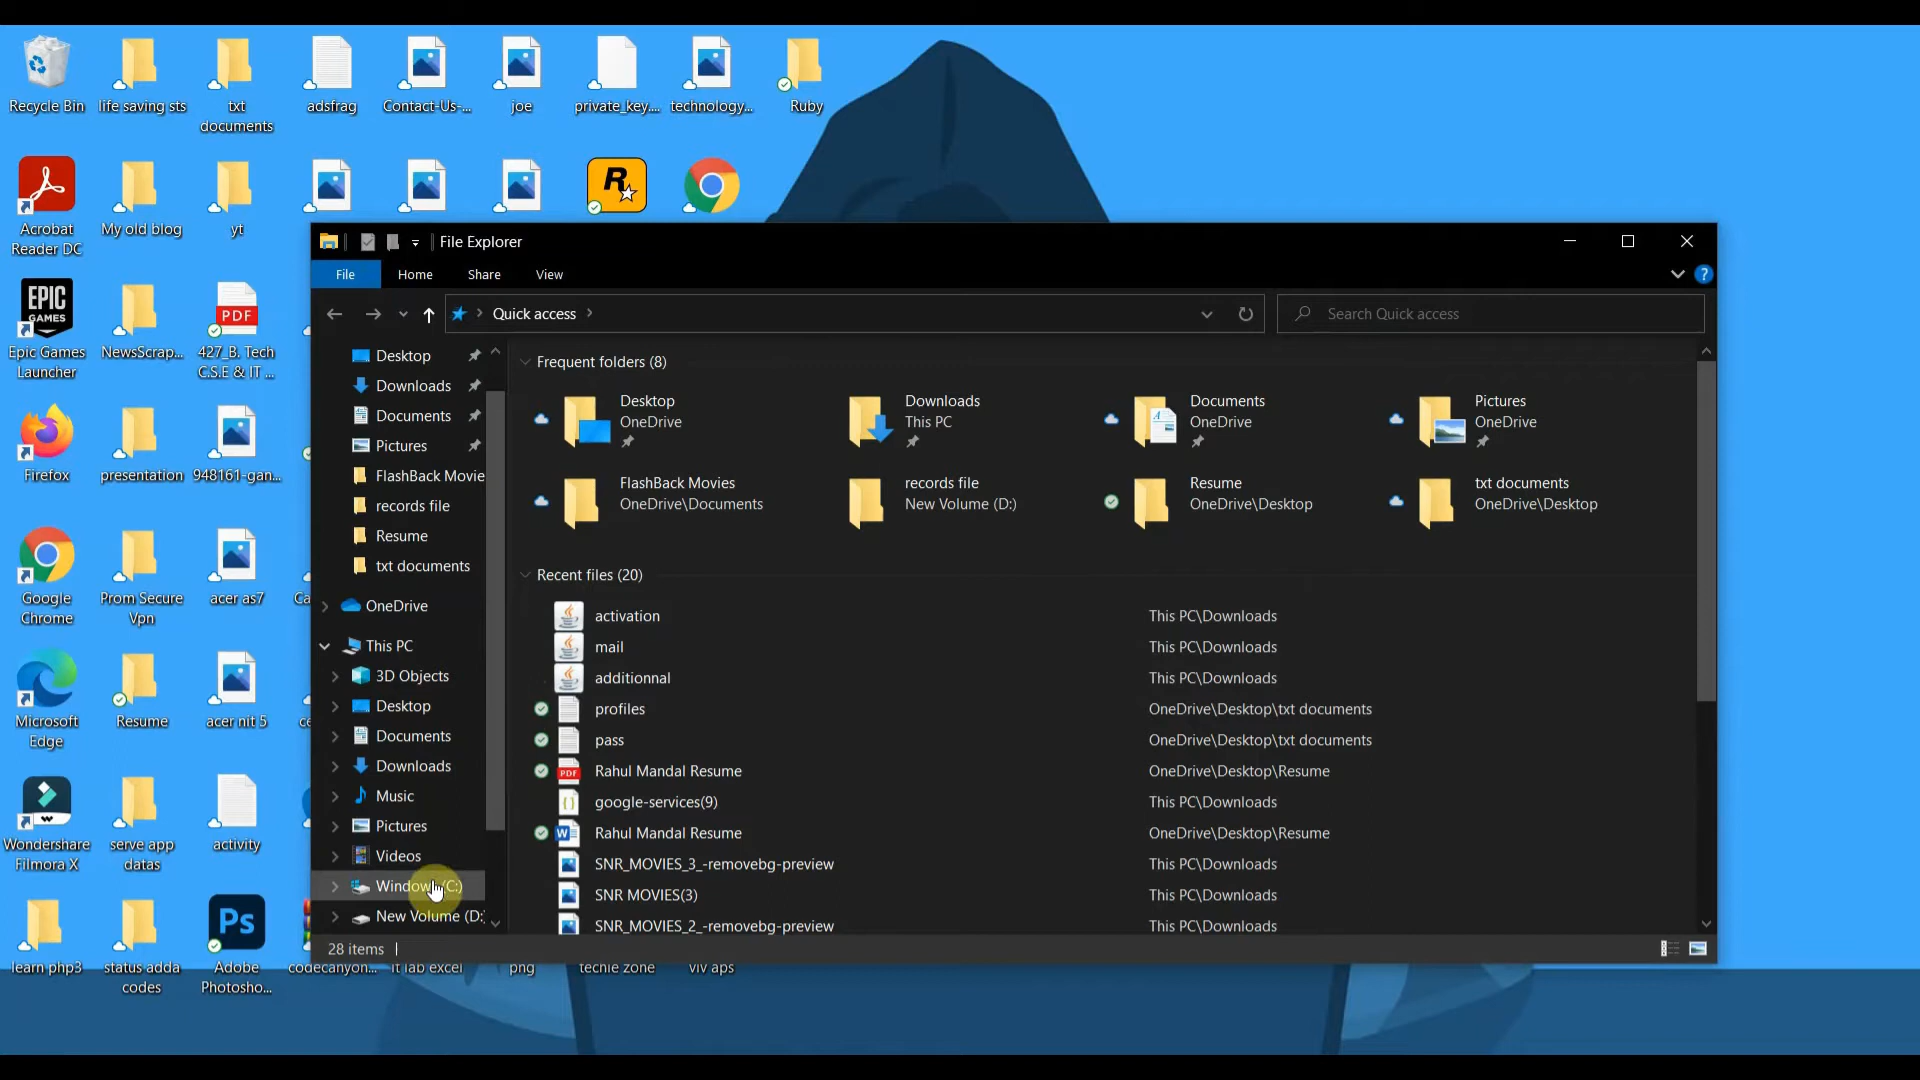 Recycle Bin
life saving sts
txt
documents
adsfrag
Contact-Us-...
joe
private_key....
technology...
Ruby
Acrobat
Reader DC
My old blog
yt
EPIC
GAMES
Epic Games
Launcher
NewsScrap...
PDF
427_B. Tech
C.S.E & IT ...
Firefox
presentation
948161-gan...
Google
Chrome
Prom Secure
Vpn
acer as7
Microsoft
Edge
Resume
acer nit 5
Wondershare
Filmora X
serve app
datas
activity
learn php3
status adda
codes
Ps
Adobe
Photosho...
codecanyon...
it lab excel
png
techie zone
viv aps
File Explorer
File
Home
Share
View
?
Quick access
Search Quick access
Desktop
Downloads
Documents
Pictures
FlashBack Movie
records file
Resume
txt documents
OneDrive
This PC
3D Objects
Desktop
Documents
Downloads
Music
Pictures
Videos
Windows (C:)
New Volume (D:
Frequent folders (8)
Desktop
OneDrive
Downloads
This PC
Documents
OneDrive
Pictures
OneDrive
FlashBack Movies
OneDrive\Documents
records file
New Volume (D:)
Resume
OneDrive\Desktop
txt documents
OneDrive\Desktop
Recent files (20)
activation This PC\Downloads
mail This PC\Downloads
additionnal This PC\Downloads
profiles OneDrive\Desktop\txt documents
pass OneDrive\Desktop\txt documents
PDF Rahul Mandal Resume OneDrive\Desktop\Resume
google-services(9) This PC\Downloads
W Rahul Mandal Resume OneDrive\Desktop\Resume
SNR_MOVIES_3_-removebg-preview This PC\Downloads
SNR MOVIES(3) This PC\Downloads
SNR_MOVIES_2_-removebg-preview This PC\Downloads
28 items